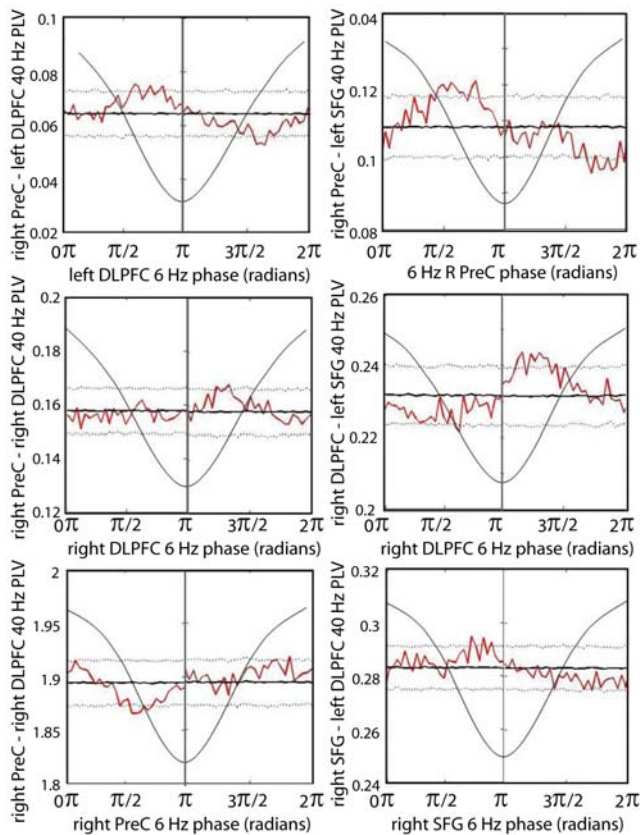 right PreC - left DLPFC 40 Hz PLV
0.1
0.08
0.06
0.04
0.02
0π π/2 π 3π/2 2π
left DLPFC 6 Hz phase (radians)
right PreC - left SFG 40 Hz PLV
0.04
0.12
0.1
0.08
0π π/2 π 3π/2 2π
6 Hz R PreC phase (radians)
right PreC - right DLPFC 40 Hz PLV
0.2
0.18
0.16
0.14
0.12
0π π/2 π 3π/2 2π
right DLPFC 6 Hz phase (radians)
right DLPFC - left SFG 40 Hz PLV
0.26
0.24
0.22
0.2
0π π/2 π 3π/2 2π
right DLPFC 6 Hz phase (radians)
right PreC - right DLPFC 40 Hz PLV
2
1.95
1.9
1.85
1.8
0π π/2 π 3π/2 2π
right PreC 6 Hz phase (radians)
right SFG - left DLPFC 40 Hz PLV
0.32
0.3
0.28
0.26
0.24
0π π/2 π 3π/2 2π
right SFG 6 Hz phase (radians)